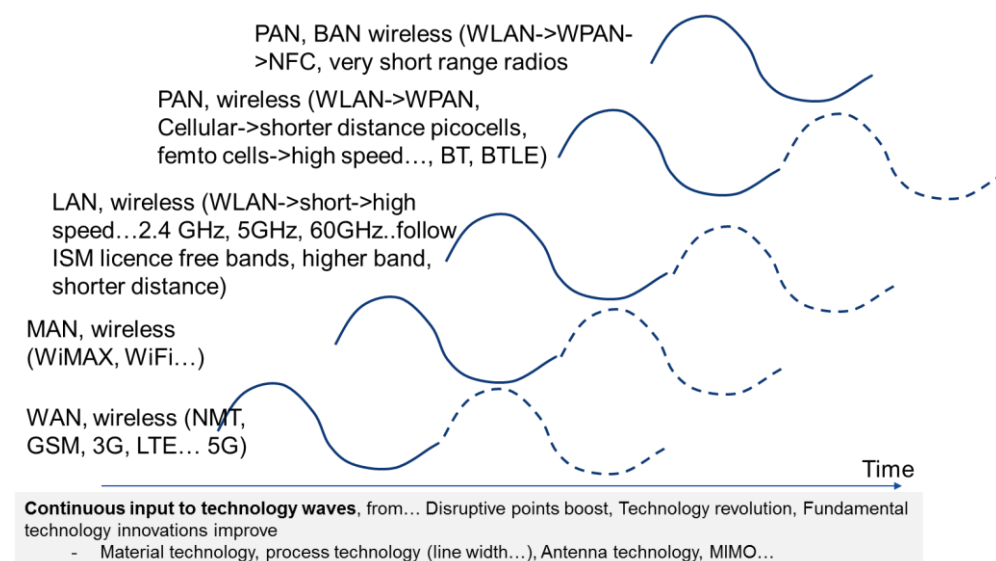 PAN, BAN wireless (WLAN->WPAN-
>NFC, very short range radios
PAN, wireless (WLAN->WPAN,
Cellular->shorter distance picocells,
femto cells->high speed…, BT, BTLE)
LAN, wireless (WLAN->short->high
speed…2.4 GHz, 5GHz, 60GHz..follow
ISM licence free bands, higher band,
shorter distance)
MAN, wireless
(WiMAX, WiFi…)
WAN, wireless (NMT,
GSM, 3G, LTE… 5G)
Time
Continuous input to technology waves, from… Disruptive points boost, Technology revolution, Fundamental
technology innovations improve
- Material technology, process technology (line width…), Antenna technology, MIMO…